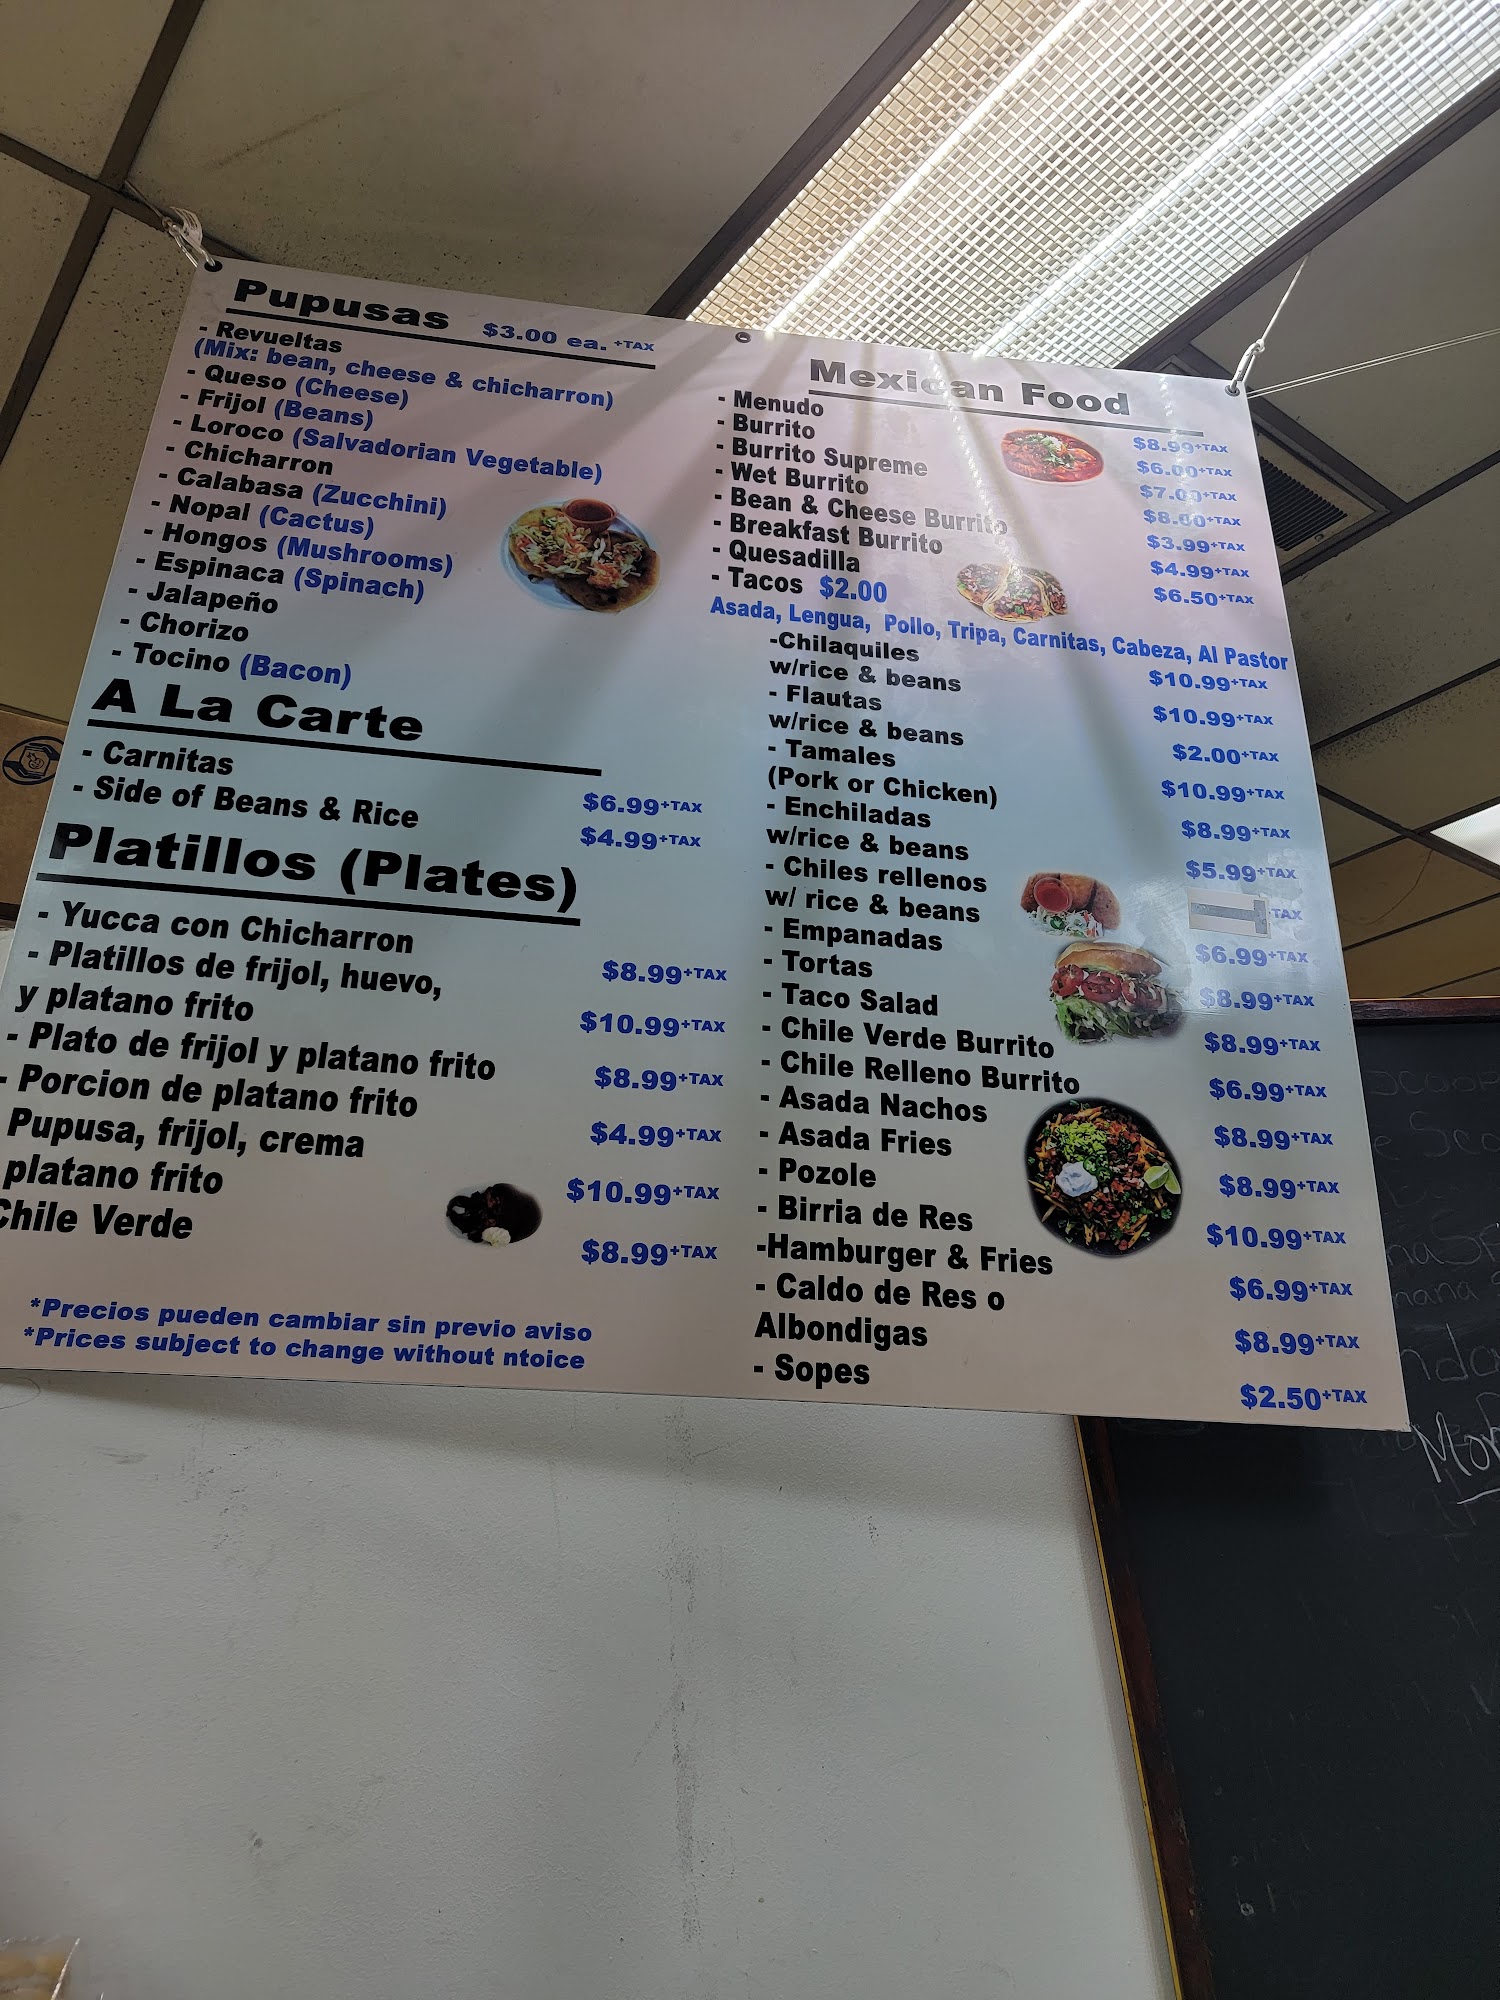 Pupusas $3.00 ea. +TAX
- Revueltas
(Mix: bean, cheese & chicharron)
- Queso (Cheese)
- Frijol (Beans)
- Loroco (Salvadorian Vegetable)
- Chicharron
- Calabasa (Zucchini)
- Nopal (Cactus)
- Hongos (Mushrooms)
- Espinaca (Spinach)
- Jalapeño
- Chorizo
- Tocino (Bacon)
A La Carte
- Carnitas $6.99+TAX
- Side of Beans & Rice $4.99+TAX
Platillos (Plates)
- Yucca con Chicharron $8.99+TAX
- Platillos de frijol, huevo,
y platano frito $10.99+TAX
- Plato de frijol y platano frito $8.99+TAX
- Porcion de platano frito $4.99+TAX
Pupusa, frijol, crema
platano frito $10.99+TAX
Chile Verde $8.99+TAX
*Precios pueden cambiar sin previo aviso
*Prices subject to change without ntoice
Mexican Food
- Menudo $8.99+TAX
- Burrito $6.00+TAX
- Burrito Supreme $7.00+TAX
- Wet Burrito $8.00+TAX
- Bean & Cheese Burrito $3.99+TAX
- Breakfast Burrito $4.99+TAX
- Quesadilla $6.50+TAX
- Tacos $2.00
Asada, Lengua, Pollo, Tripa, Carnitas, Cabeza, Al Pastor
-Chilaquiles
w/rice & beans $10.99+TAX
- Flautas
w/rice & beans $10.99+TAX
- Tamales
(Pork or Chicken) $2.00+TAX
- Enchiladas
w/rice & beans $10.99+TAX
- Chiles rellenos
w/ rice & beans $8.99+TAX
- Empanadas $5.99+TAX
- Tortas TAX
- Taco Salad $6.99+TAX
- Chile Verde Burrito $8.99+TAX
- Chile Relleno Burrito $8.99+TAX
- Asada Nachos $6.99+TAX
- Asada Fries $8.99+TAX
- Pozole $8.99+TAX
- Birria de Res $10.99+TAX
-Hamburger & Fries $6.99+TAX
- Caldo de Res o
Albondigas $8.99+TAX
- Sopes $2.50+TAX